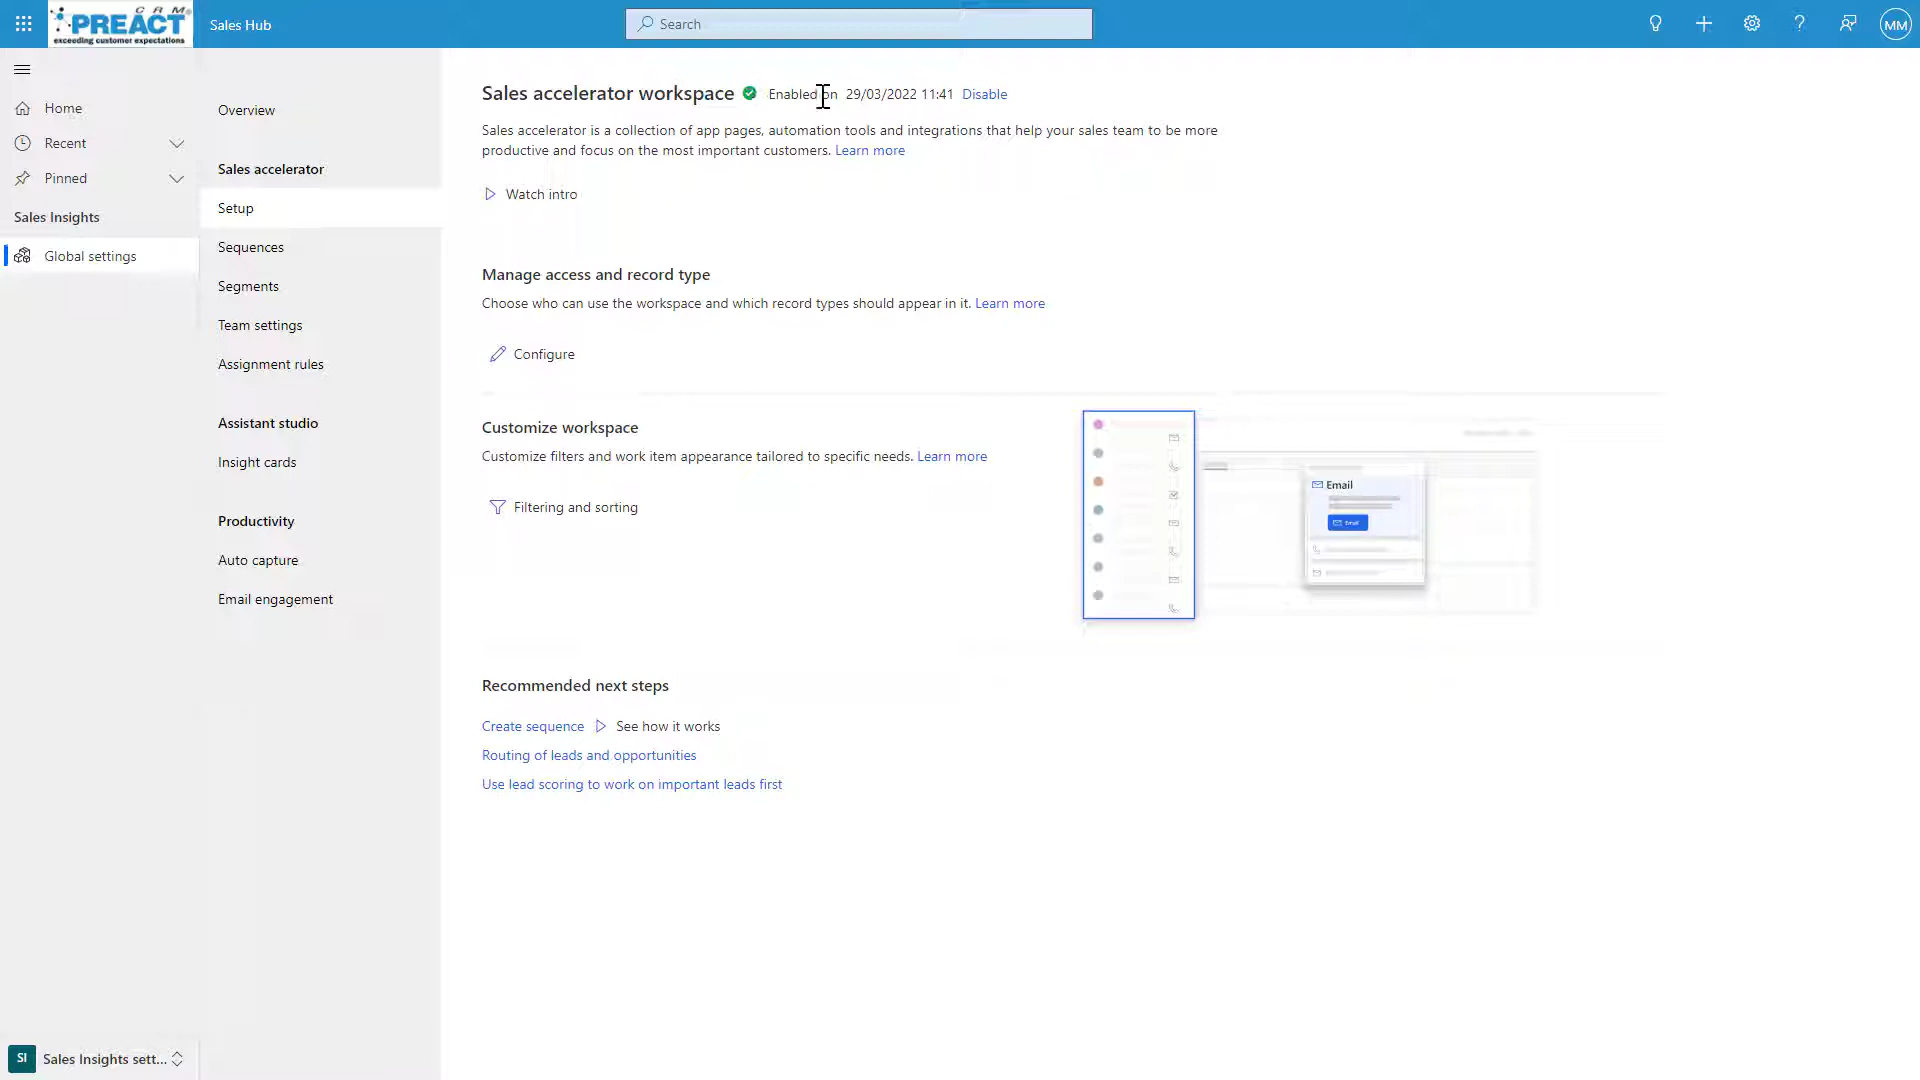 CRM
PREACT
exceeding customer expectations
Sales Hub
Search
MM
Home
Recent
Pinned
Sales Insights
Global settings
SI
Sales Insights sett...
Overview
Sales accelerator
Setup
Sequences
Segments
Team settings
Assignment rules
Assistant studio
Insight cards
Productivity
Auto capture
Email engagement
Sales accelerator workspace Enabled on 29/03/2022 11:41 Disable
Sales accelerator is a collection of app pages, automation tools and integrations that help your sales team to be more
productive and focus on the most important customers. Learn more
Watch intro
Manage access and record type
Choose who can use the workspace and which record types should appear in it. Learn more
Configure
Customize workspace
Customize filters and work item appearance tailored to specific needs. Learn more
Filtering and sorting
Email
Email
Recommended next steps
Create sequence See how it works
Routing of leads and opportunities
Use lead scoring to work on important leads first